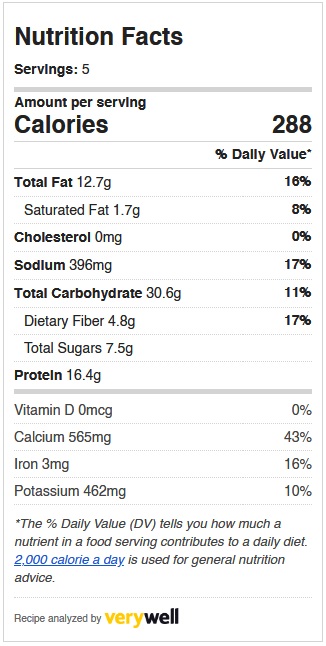 Nutrition Facts
Servings: 5
Amount per serving
Calories 288
% Daily Value*
Total Fat 12.7g 16%
Saturated Fat 1.7g 8%
Cholesterol 0mg 0%
Sodium 396mg 17%
Total Carbohydrate 30.6g 11%
Dietary Fiber 4.8g 17%
Total Sugars 7.5g
Protein 16.4g
Vitamin D 0mcg 0%
Calcium 565mg 43%
Iron 3mg 16%
Potassium 462mg 10%
*The % Daily Value (DV) tells you how much a
nutrient in a food serving contributes to a daily diet.
2,000 calorie a day is used for general nutrition
advice.
Recipe analyzed by verywell